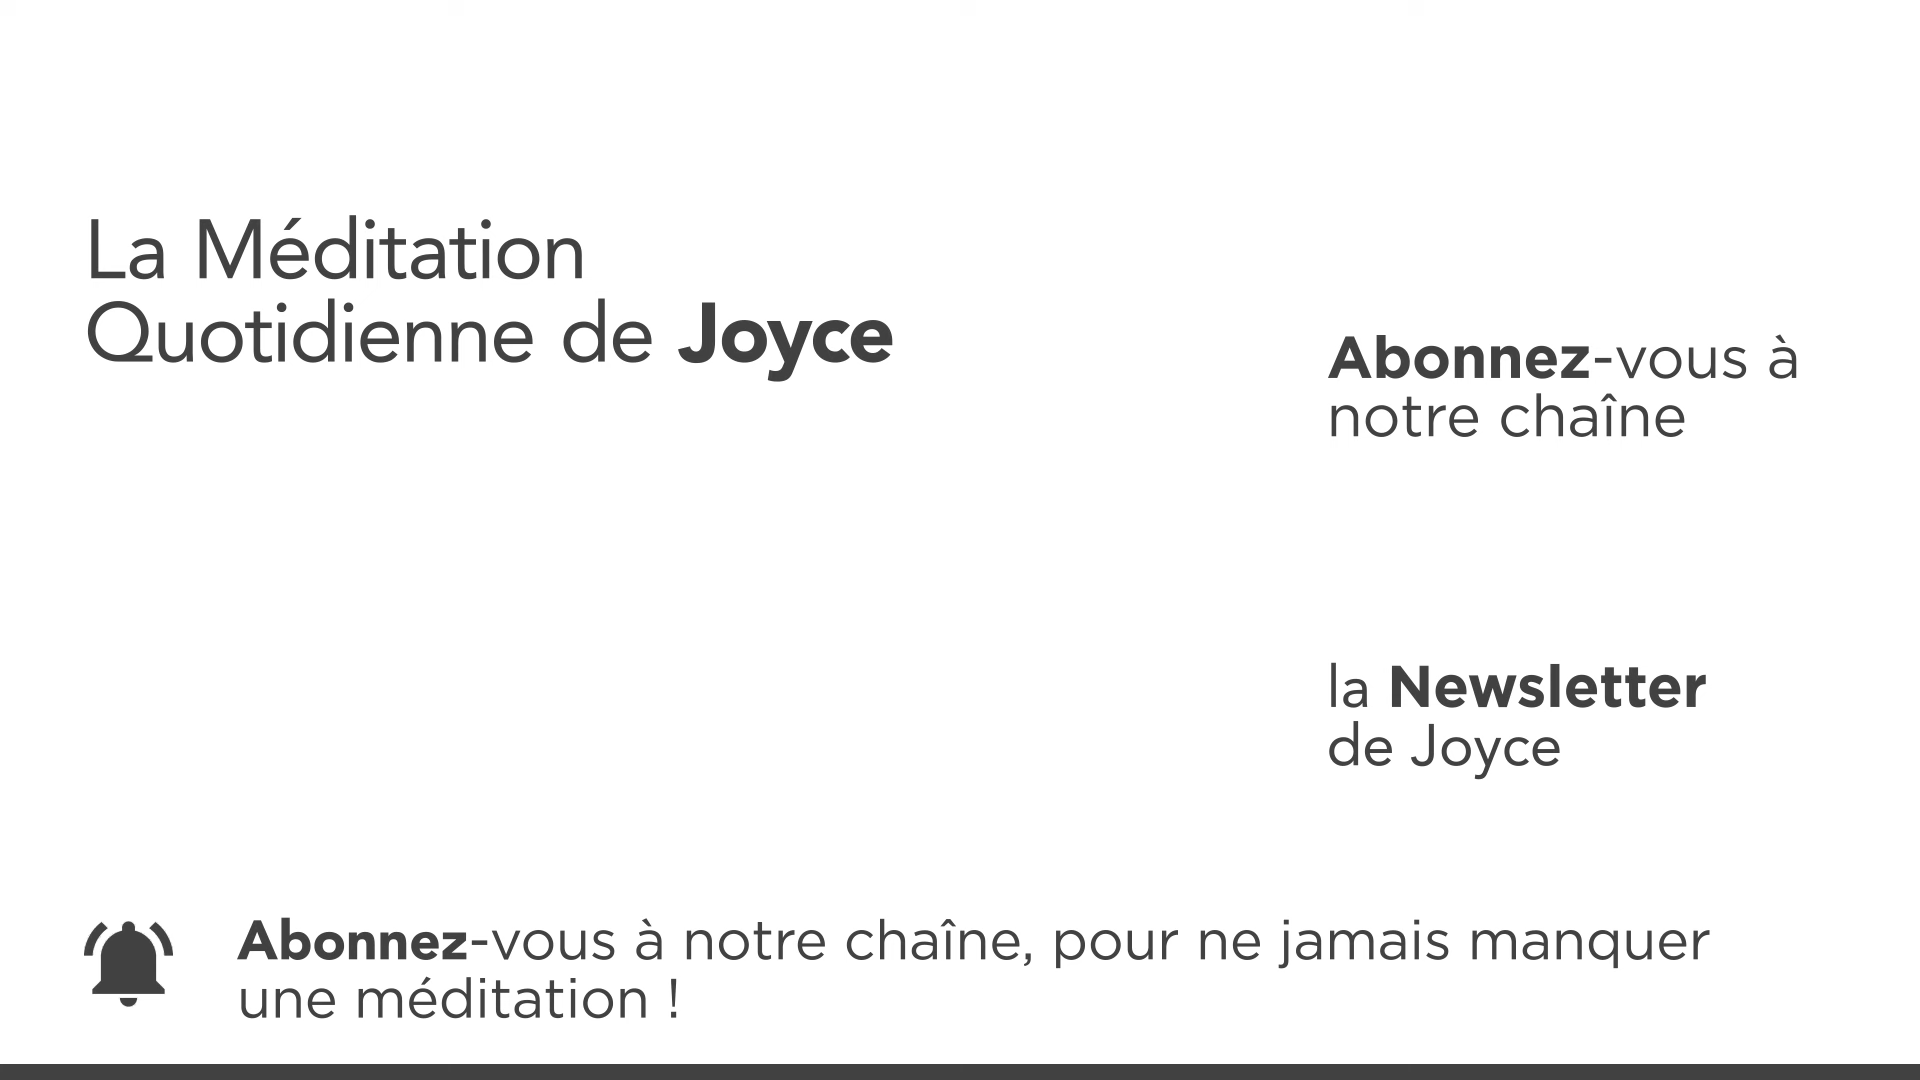 La Méditation
Quotidienne de Joyce
Abonnez-vous à
notre chaîne
la Newsletter
de Joyce
Abonnez-vous à notre chaîne, pour ne jamais manquer
une méditation !